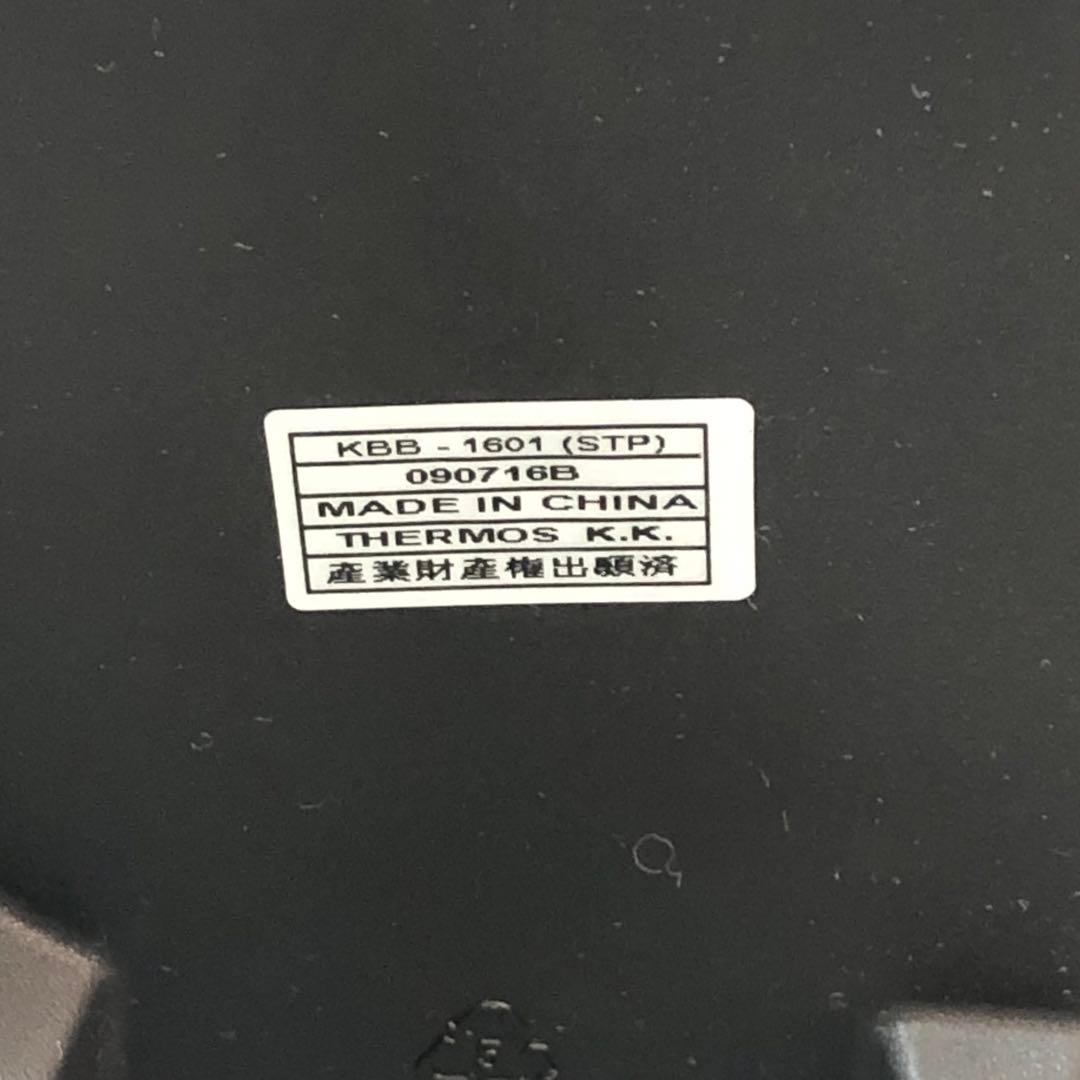 KBB - 1601 (STP)
090716B
MADE IN CHINA
THERMOS K.K.
産業財産権出願済